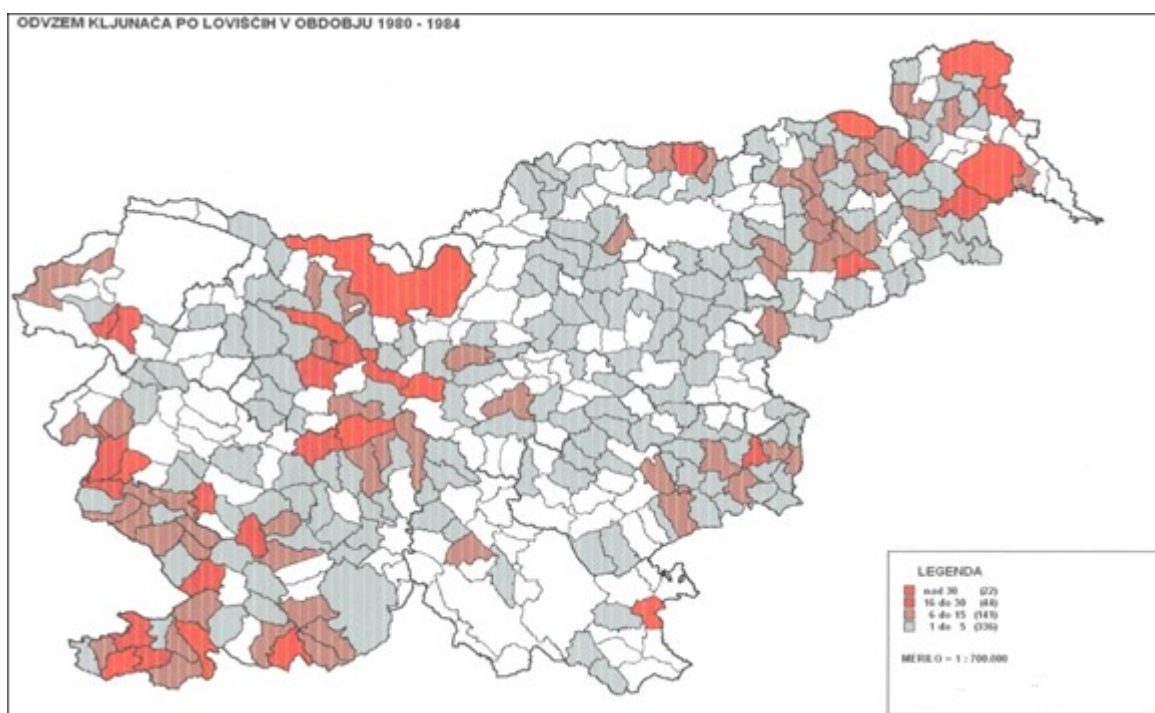 ODVZEM KLJUNAČA PO LOVIŠČIH V OBDOBJU 1980 - 1984
LEGENDA
nad 30 (22)
16 do 30 (44)
6 do 15 (141)
1 do 5 (336)
MERILO = 1 : 700.000